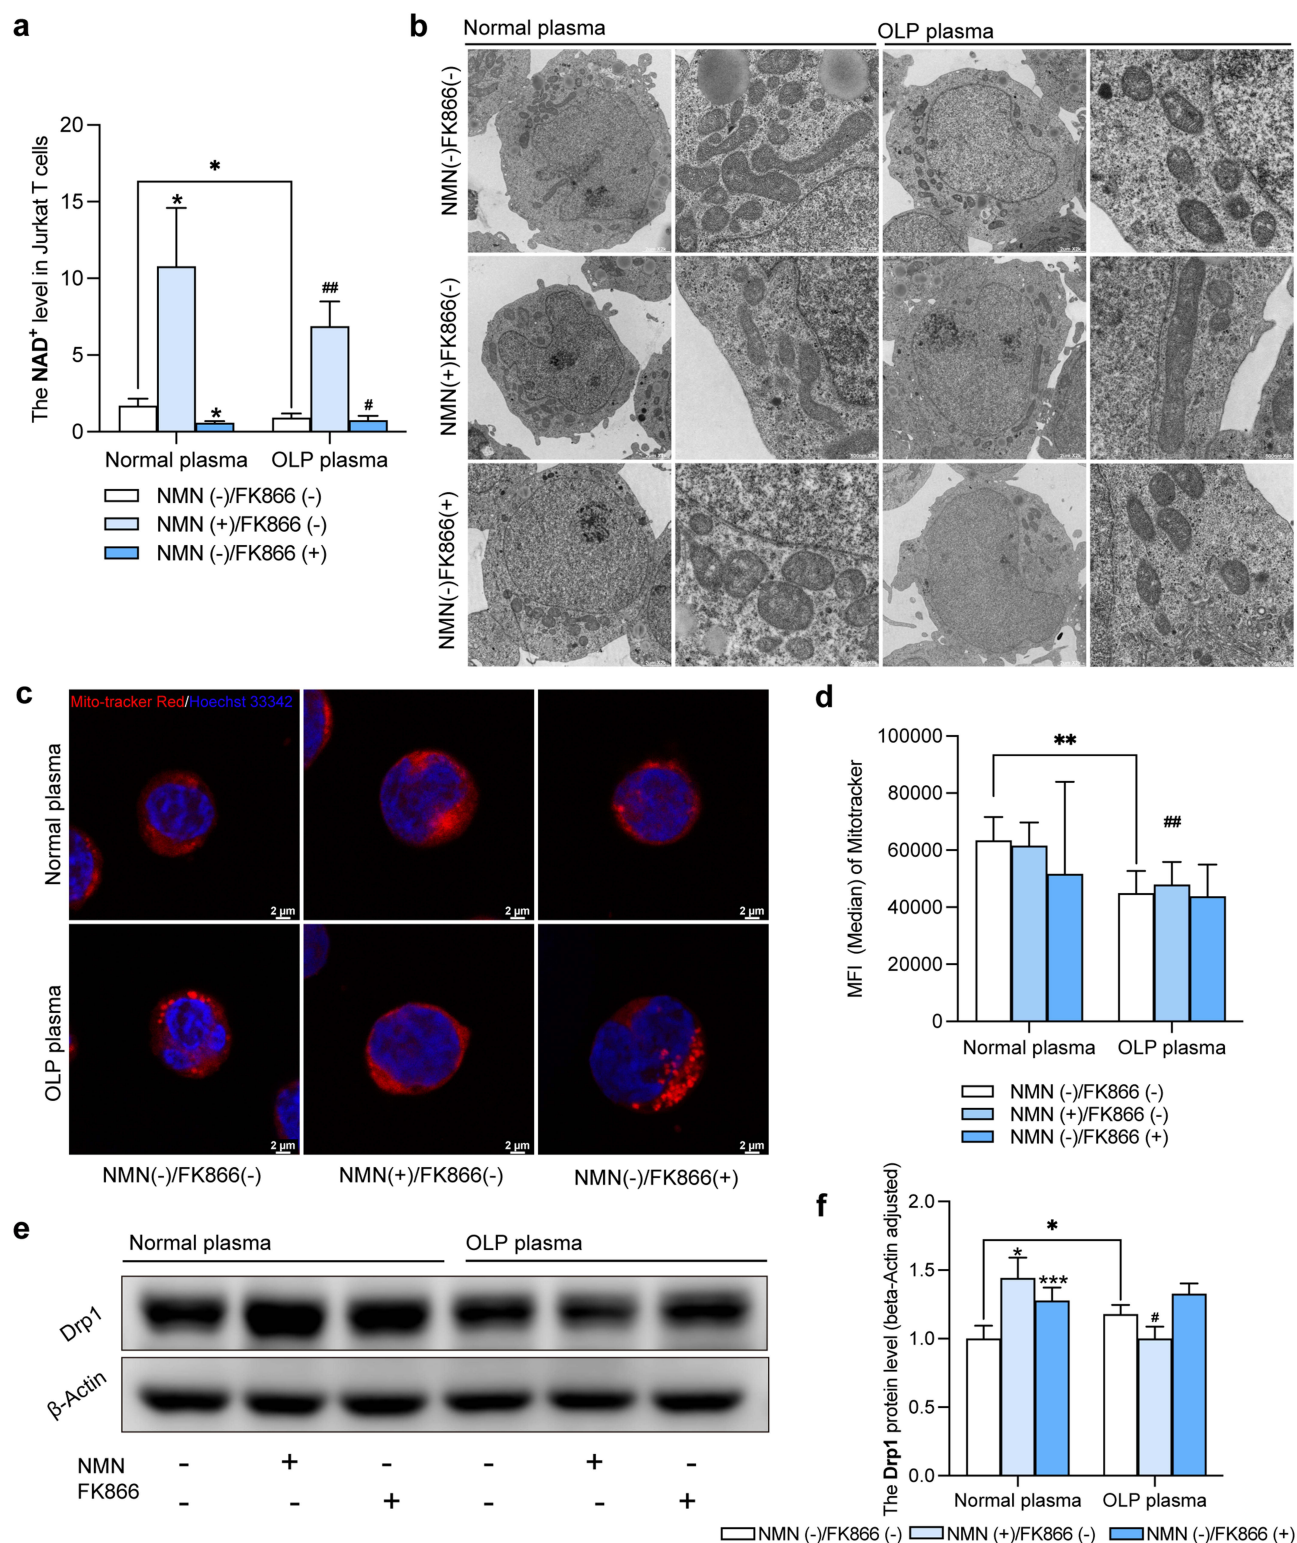 a
The NAD+ level in Jurkat T cells
20
15
10
5
0
*
*
*
##
#
Normal plasma
OLP plasma
NMN (-)/FK866 (-)
NMN (+)/FK866 (-)
NMN (-)/FK866 (+)
b
Normal plasma
OLP plasma
NMN(-)FK866(-)
NMN(+)FK866(-)
NMN(-)FK866(+)
c
Mito-tracker Red/Hoechst 33342
Normal plasma
2 μm
2 μm
2 μm
OLP plasma
2 μm
2 μm
2 μm
NMN(-)/FK866(-)
NMN(+)/FK866(-)
NMN(-)/FK866(+)
d
MFI (Median) of Mitotracker
100000
80000
60000
40000
20000
0
**
##
Normal plasma
OLP plasma
NMN (-)/FK866 (-)
NMN (+)/FK866 (-)
NMN (-)/FK866 (+)
e
Normal plasma
OLP plasma
Drp1
β-Actin
NMN - + - - + -
FK866 - - + - - +
f
The Drp1 protein level (beta-Actin adjusted)
2.0
1.5
1.0
0.5
0.0
*
*
***
#
Normal plasma
OLP plasma
NMN (-)/FK866 (-)
NMN (+)/FK866 (-)
NMN (-)/FK866 (+)